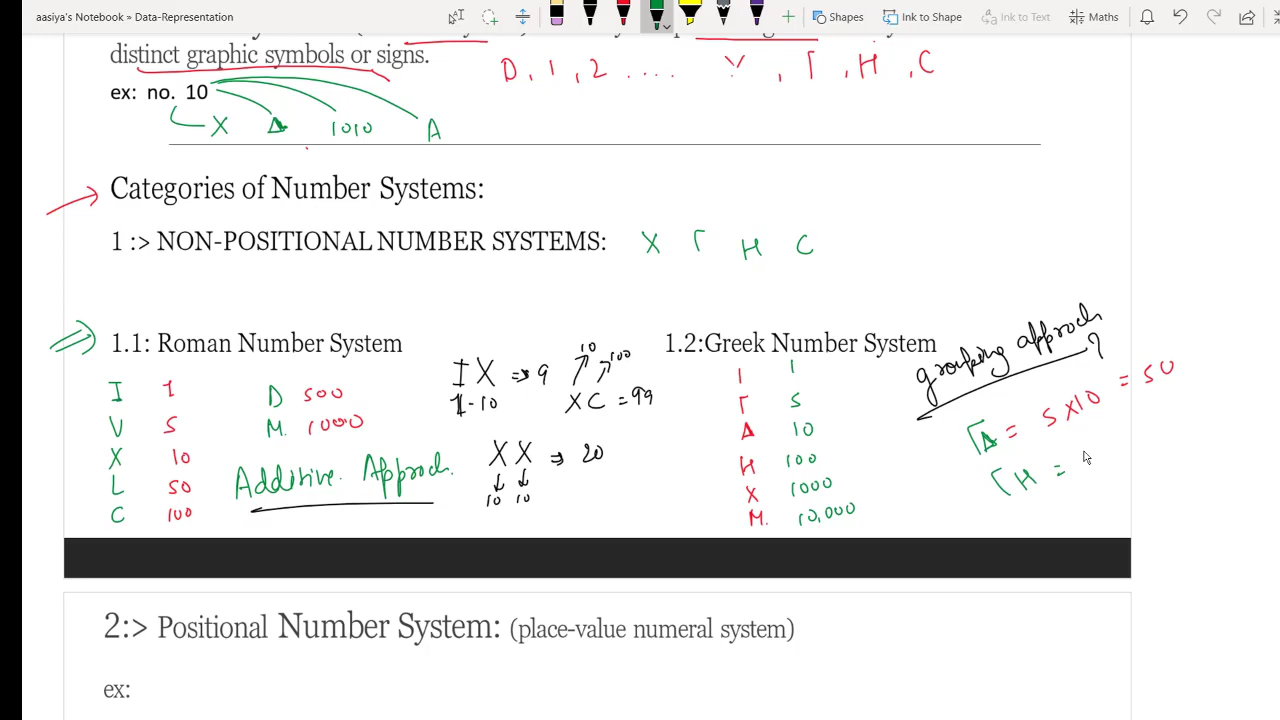 aasiya's Notebook » Data-Representation
Shapes Ink to Shape Ink to Text Maths
distinct graphic symbols or signs.
D, 1, 2 .... V, Γ, H, C
ex: no. 10
X Δ 1010 A
Categories of Number Systems:
1 :> NON-POSITIONAL NUMBER SYSTEMS: X Γ H C
1.1: Roman Number System
I 1
V 5
X 10
L 50
C 100
D 500
M. 1000
Additive. Approch.
IX => 9
1-10
10 100
XC = 99
XX => 20
10 10
1.2:Greek Number System
I 1
Γ 5
Δ 10
H 100
X 1000
M. 10,000
grouping approch
?
ΓΔ = 5 x 10 = 50
ΓH =
2:> Positional Number System: (place-value numeral system)
ex: